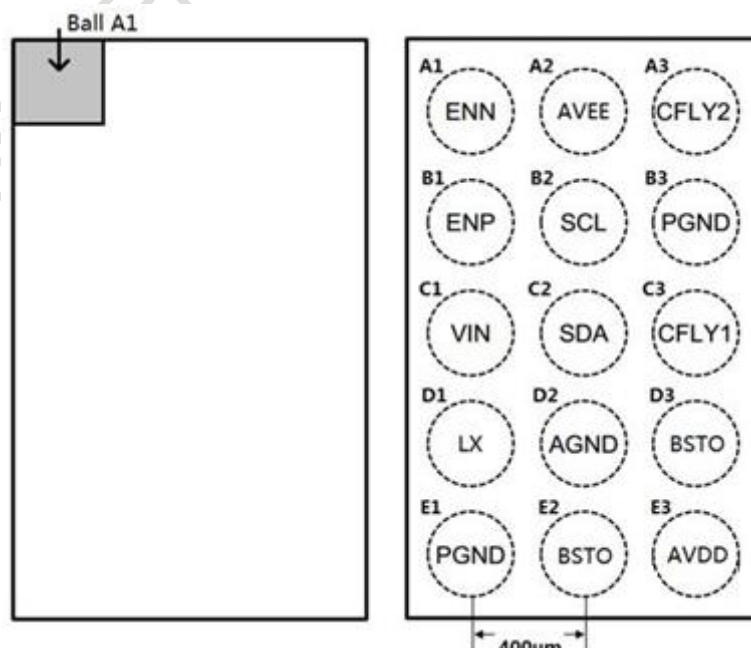 Ball A1
A1 A2 A3
ENN AVEE CFLY2
B1 B2 B3
ENP SCL PGND
C1 C2 C3
VIN SDA CFLY1
D1 D2 D3
LX AGND BSTO
E1 E2 E3
PGND BSTO AVDD
400um